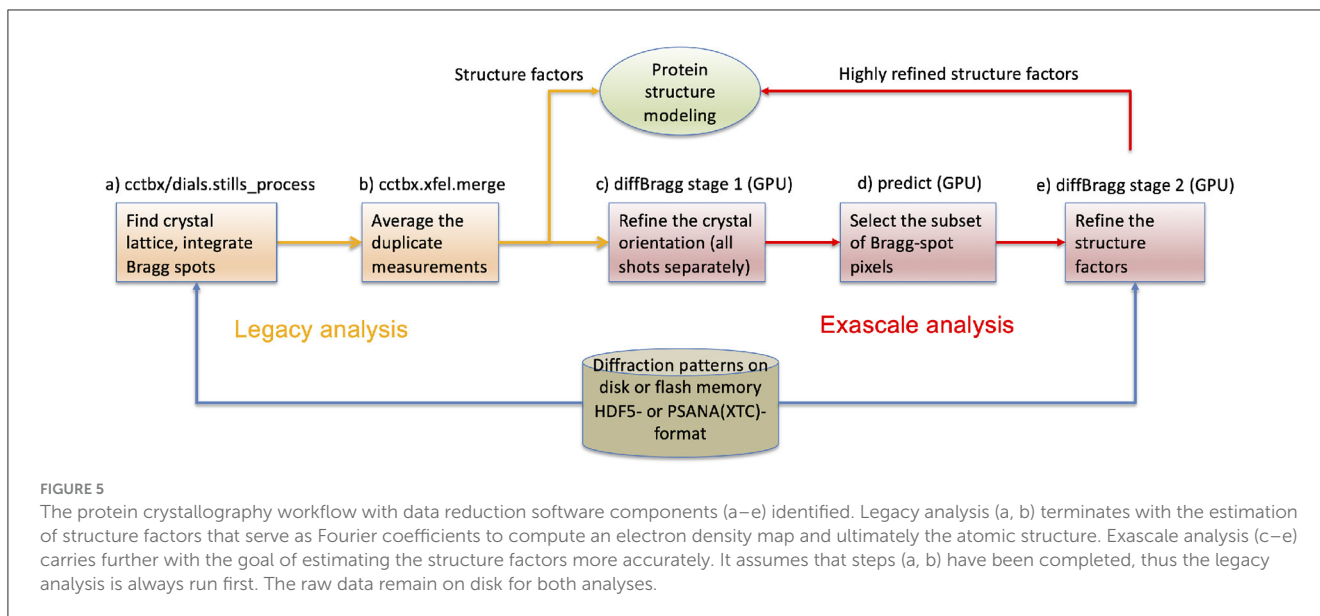 Structure factors
Protein
structure
modeling
Highly refined structure factors
a) cctbx/dials.stills_process
b) cctbx.xfel.merge
c) diffBragg stage 1 (GPU)
d) predict (GPU)
e) diffBragg stage 2 (GPU)
Find crystal
lattice, integrate
Bragg spots
Average the
duplicate
measurements
Refine the crystal
orientation (all
shots separately)
Select the subset
of Bragg-spot
pixels
Refine the
structure
factors
Legacy analysis
Exascale analysis
Diffraction patterns on
disk or flash memory
HDF5- or PSANA(XTC)-
format
FIGURE 5
The protein crystallography workflow with data reduction software components (a–e) identified. Legacy analysis (a, b) terminates with the estimation
of structure factors that serve as Fourier coefficients to compute an electron density map and ultimately the atomic structure. Exascale analysis (c–e)
carries further with the goal of estimating the structure factors more accurately. It assumes that steps (a, b) have been completed, thus the legacy
analysis is always run first. The raw data remain on disk for both analyses.